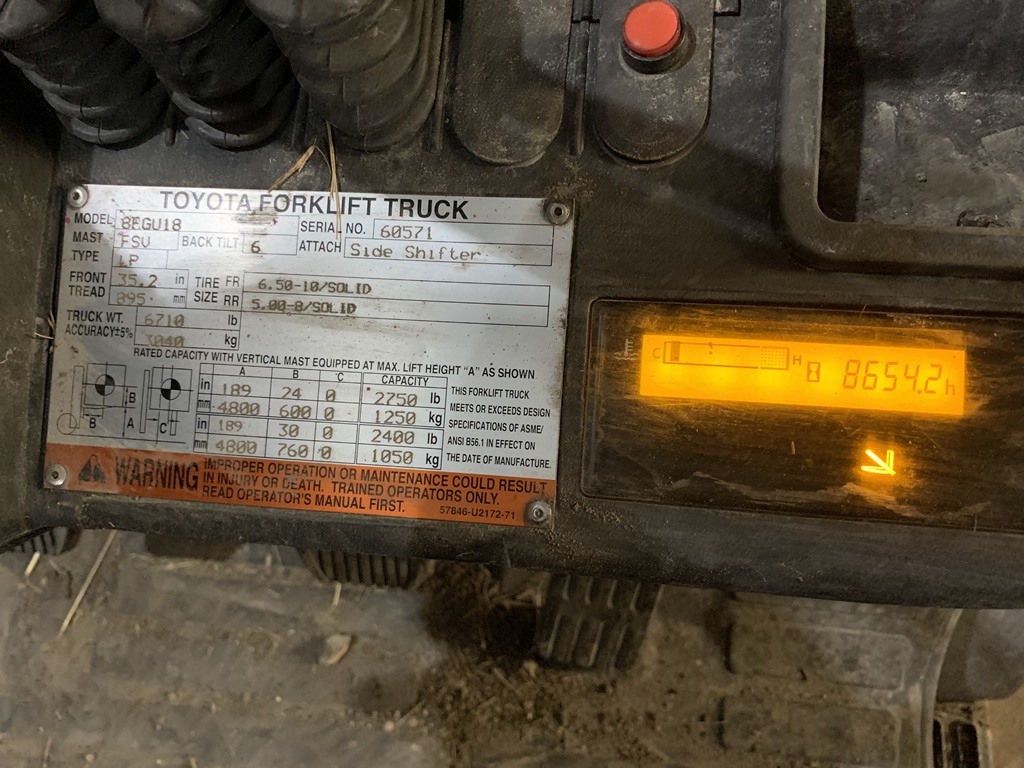 TOYOTA FORKLIFT TRUCK
MODEL 8FGU18 SERIAL NO. 60571
MAST FSV BACK TILT 6 ATTACH Side Shifter
TYPE LP
FRONT TREAD 35.2 in 895 mm
TIRE SIZE FR 6.50-10/SOLID
RR 5.00-8/SOLID
TRUCK WT. 6710 lb
ACCURACY±5% 3040 kg
RATED CAPACITY WITH VERTICAL MAST EQUIPPED AT MAX. LIFT HEIGHT "A" AS SHOWN
A B C CAPACITY
in 189 24 0 2750 lb
mm 4800 600 0 1250 kg
in 189 30 0 2400 lb
mm 4800 760 0 1050 kg
B
A
B C
THIS FORKLIFT TRUCK
MEETS OR EXCEEDS DESIGN
SPECIFICATIONS OF ASME/
ANSI B56.1 IN EFFECT ON
THE DATE OF MANUFACTURE.
WARNING
IMPROPER OPERATION OR MAINTENANCE COULD RESULT
IN INJURY OR DEATH. TRAINED OPERATORS ONLY.
READ OPERATOR'S MANUAL FIRST.
57846-U2172-71
C H 8654.2h